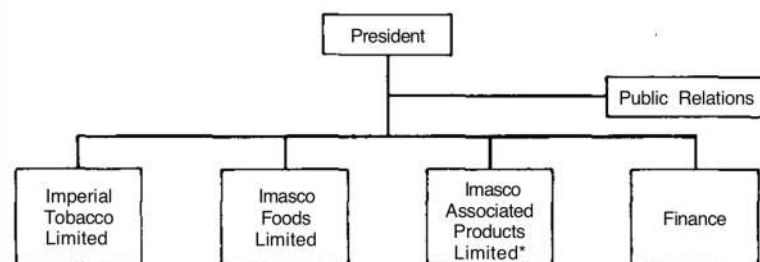 President
Public Relations
Imperial
Tobacco
Limited
Imasco
Foods
Limited
Imasco
Associated
Products
Limited*
Finance